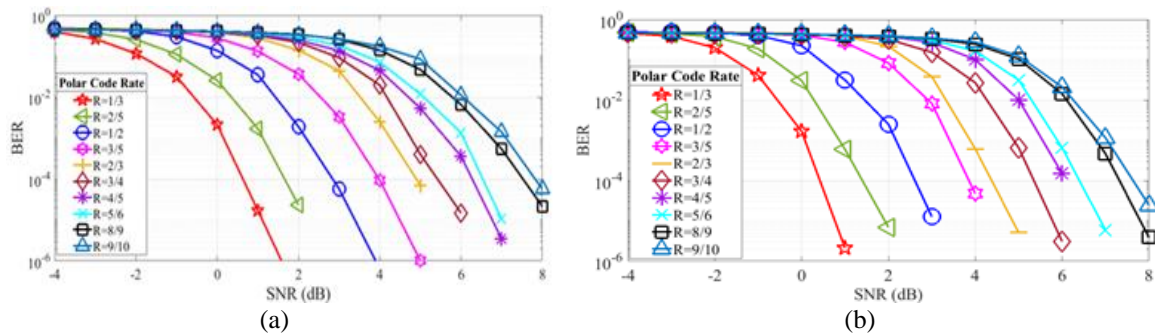 10^0
10^-2
10^-4
10^-6
BER
Polar Code Rate
R=1/3
R=2/5
R=1/2
R=3/5
R=2/3
R=3/4
R=4/5
R=5/6
R=8/9
R=9/10
-4 -2 0 2 4 6 8
SNR (dB)
(a)
10^0
10^-2
10^-4
10^-6
BER
Polar Code Rate
R=1/3
R=2/5
R=1/2
R=3/5
R=2/3
R=3/4
R=4/5
R=5/6
R=8/9
R=9/10
-4 -2 0 2 4 6 8
SNR (dB)
(b)